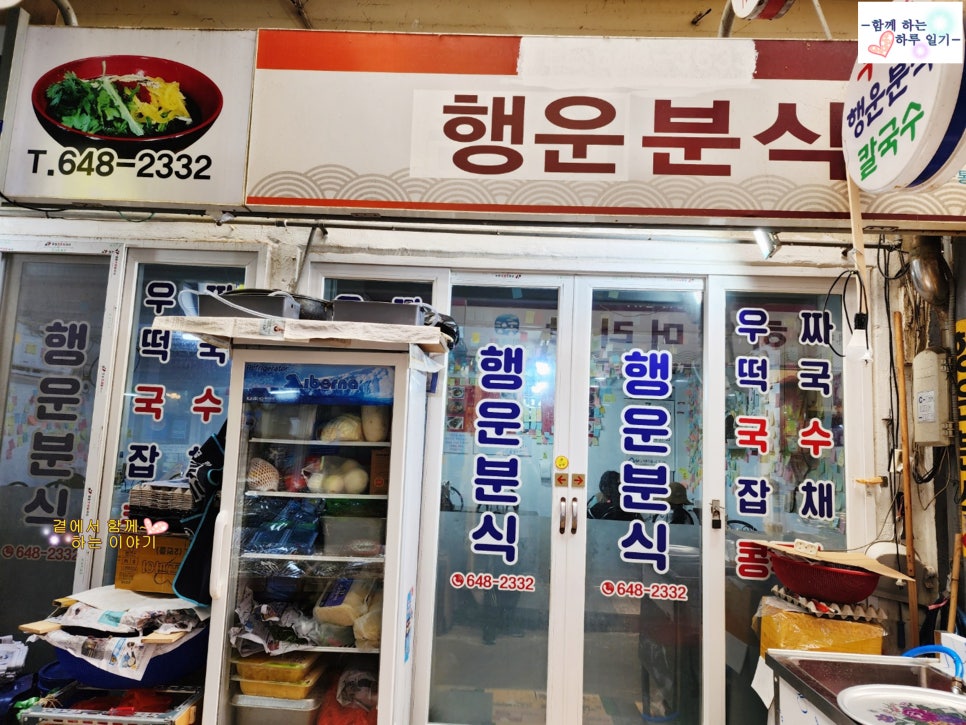 -함께 하는
하루 일기-
T.648-2332
행운분식
행운분식
칼국수
행운분식
648-2332
우짜
떡국
국수
잡
Liberna
행운분식
648-2332
행운분식
648-2332
우짜
떡국
국수
잡채
콩
곁에서 함께
하는 이야기